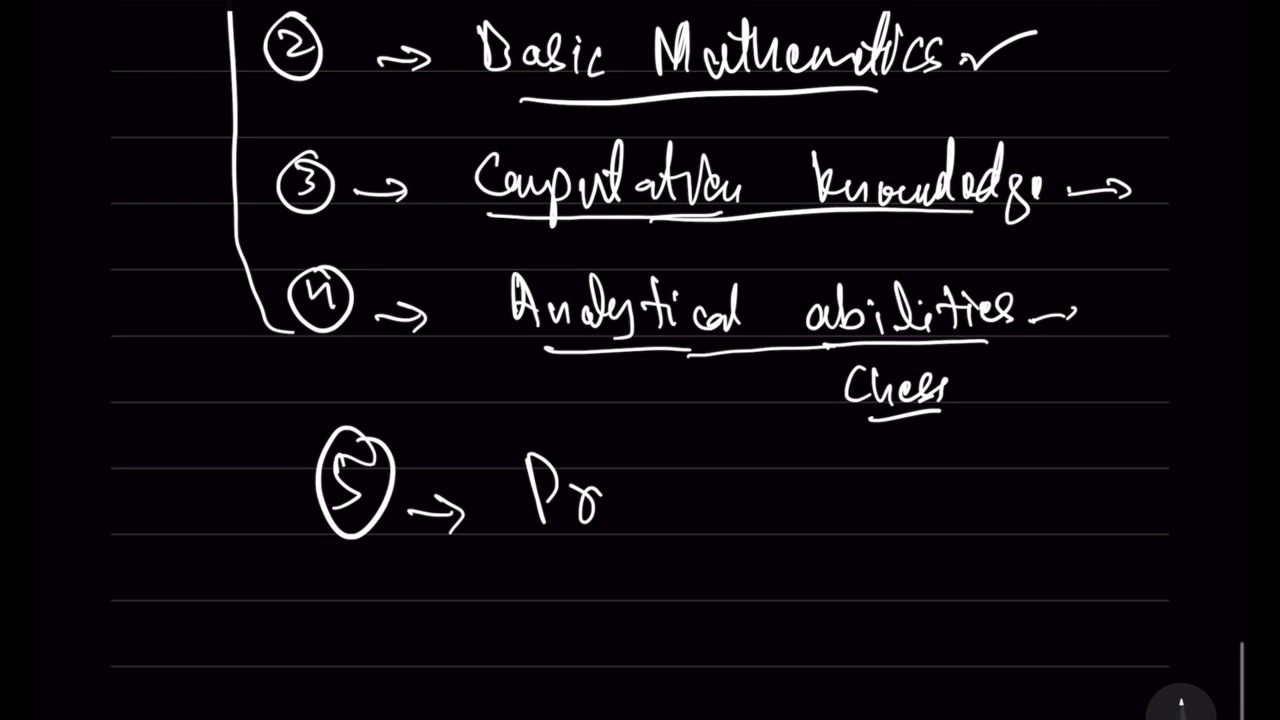 2 → Basic Mathematics ✓
3 → Computation knowledge →
4 → Analytical abilities →
Chess
5 → Pr